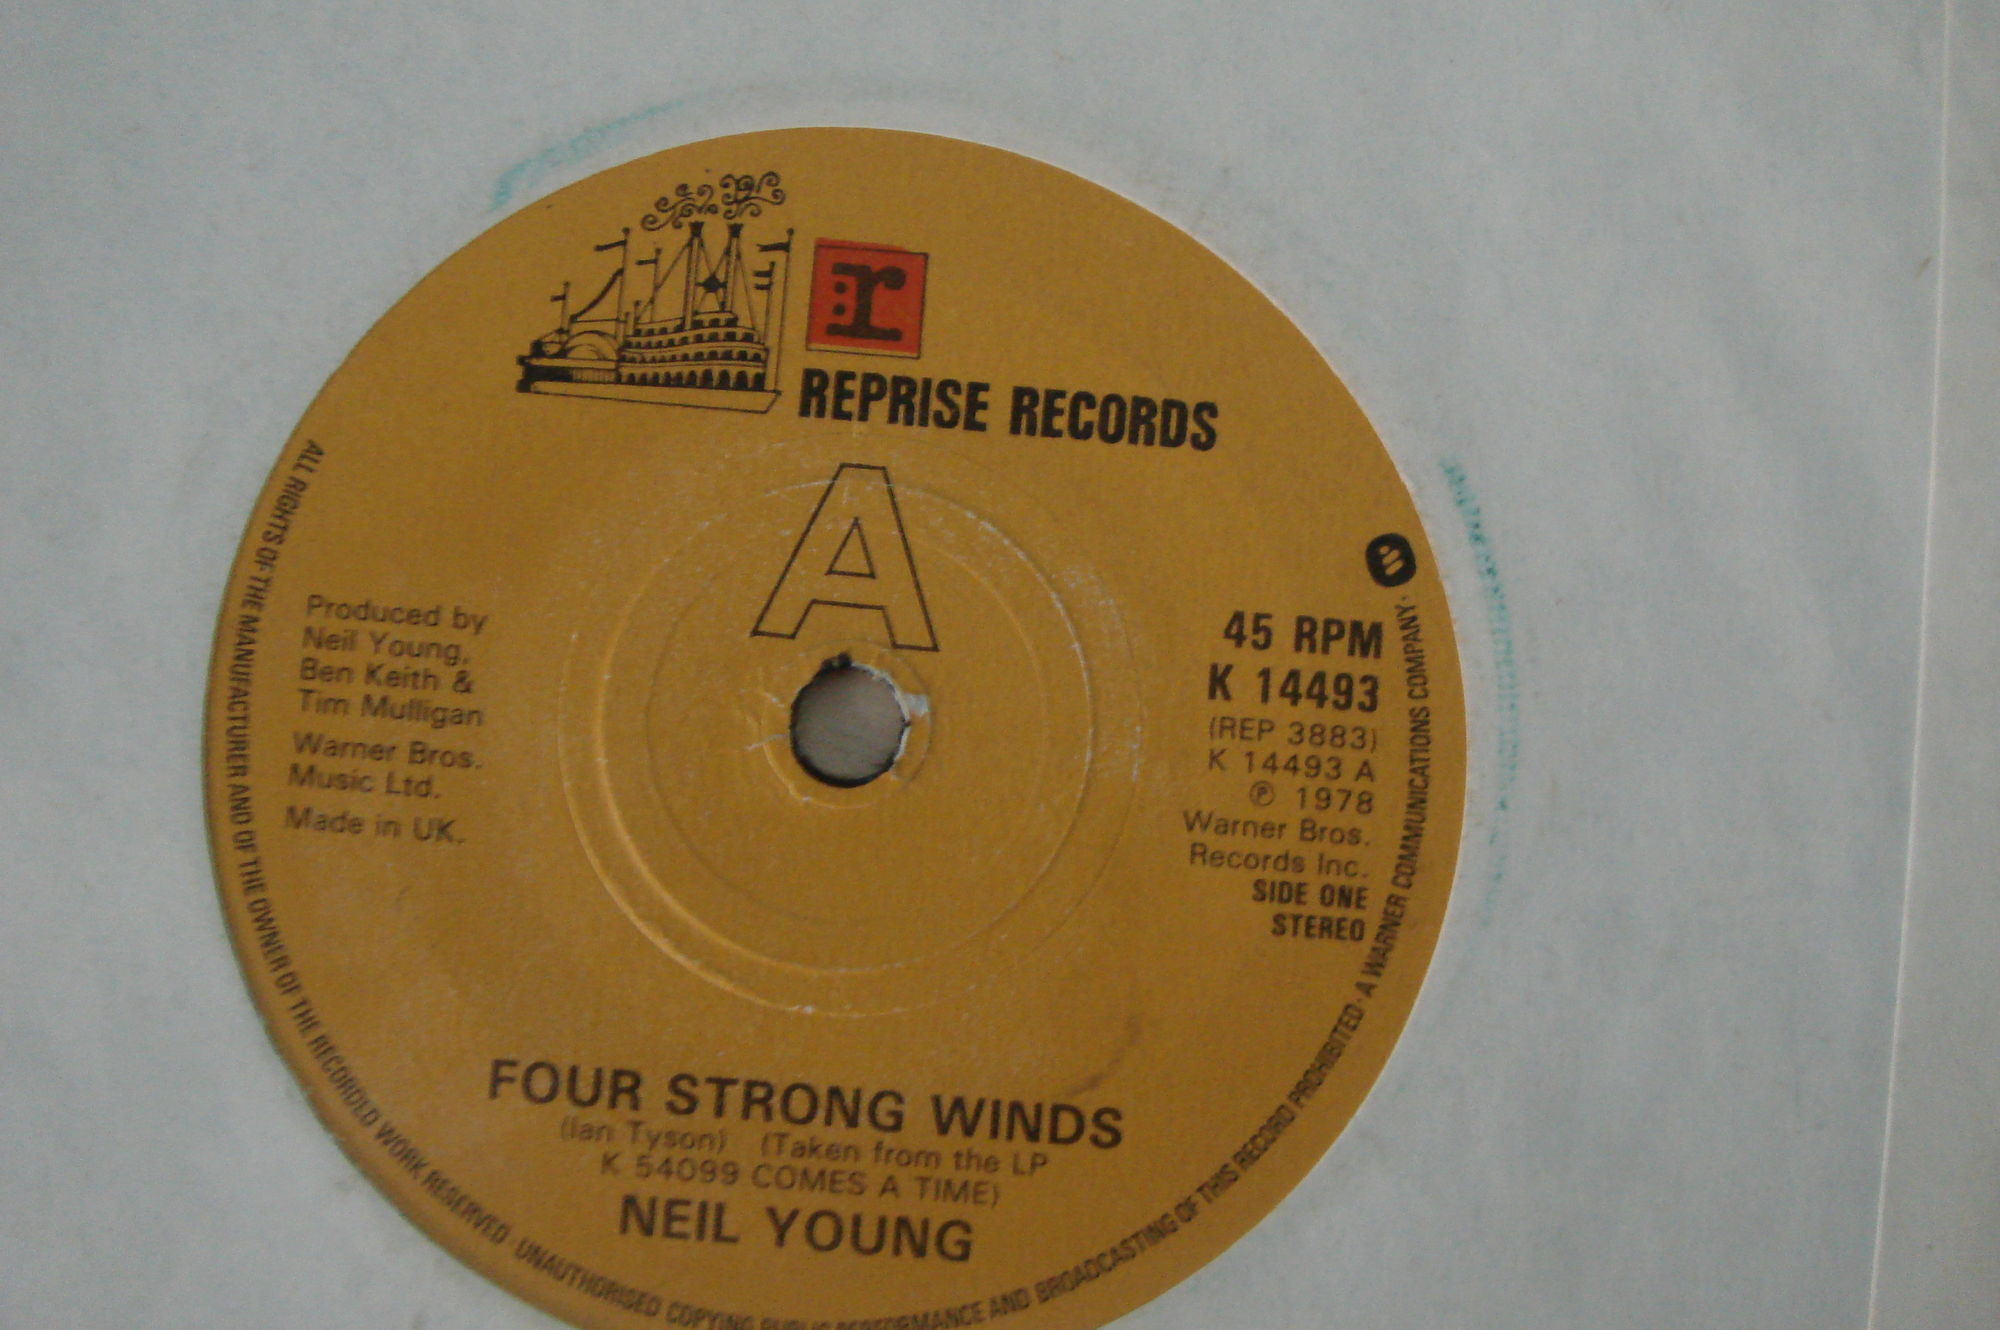 r
REPRISE RECORDS
A
Produced by
Neil Young,
Ben Keith &
Tim Mulligan
Warner Bros.
Music Ltd.
Made in UK.
45 RPM
K 14493
(REP 3883)
K 14493 A
℗ 1978
Warner Bros.
Records Inc.
SIDE ONE
STEREO
FOUR STRONG WINDS
(Ian Tyson) (Taken from the LP
K 54099 COMES A TIME)
NEIL YOUNG
ALL RIGHTS OF THE MANUFACTURER AND OF THE OWNER OF THE RECORDED WORK RESERVED UNAUTHORISED COPYING PUBLIC PERFORMANCE AND BROADCASTING OF THIS RECORD PROHIBITED · A WARNER COMMUNICATIONS COMPANY ·